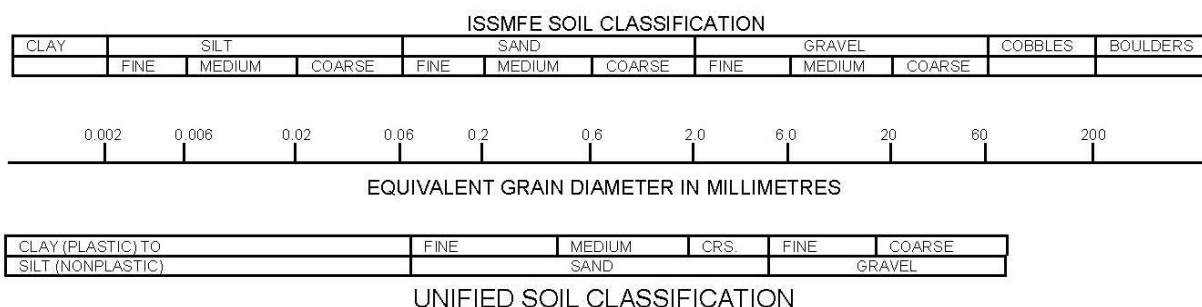 ISSMFE SOIL CLASSIFICATION
CLAY SILT SAND GRAVEL COBBLES BOULDERS
FINE MEDIUM COARSE FINE MEDIUM COARSE FINE MEDIUM COARSE
0.002 0.006 0.02 0.06 0.2 0.6 2.0 6.0 20 60 200
EQUIVALENT GRAIN DIAMETER IN MILLIMETRES
CLAY (PLASTIC) TO FINE MEDIUM CRS. FINE COARSE
SILT (NONPLASTIC) SAND GRAVEL
UNIFIED SOIL CLASSIFICATION